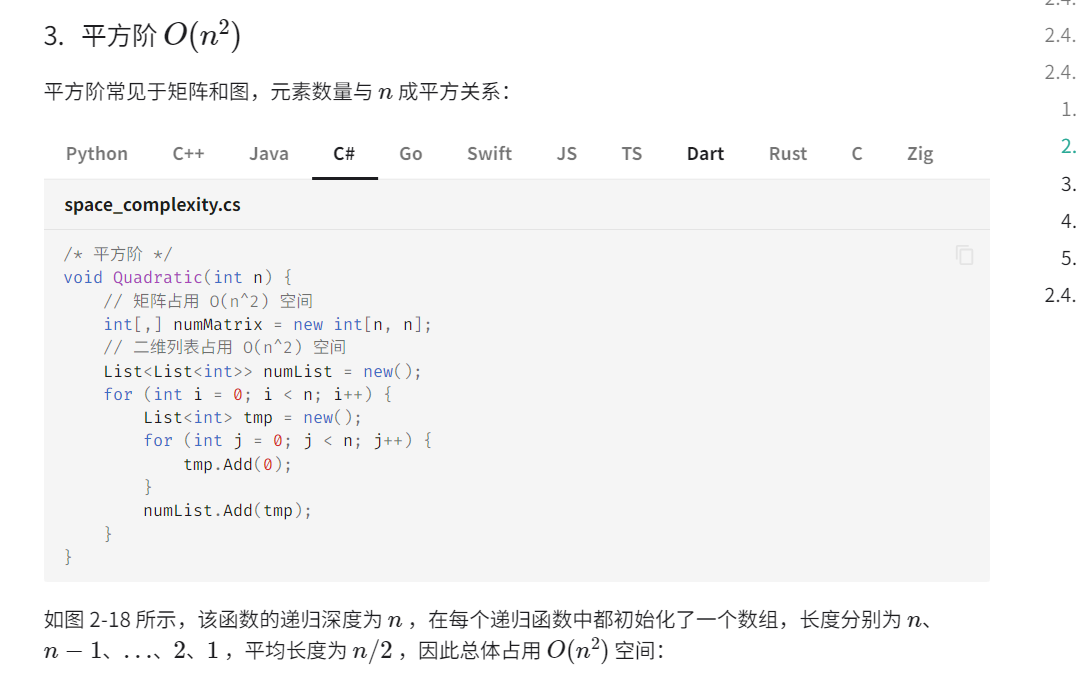 3. 平方阶 O(n²)
平方阶常见于矩阵和图，元素数量与 n 成平方关系：
Python C++ Java C# Go Swift JS TS Dart Rust C Zig
space_complexity.cs
/* 平方阶 */
void Quadratic(int n) {
    // 矩阵占用 O(n^2) 空间
    int[,] numMatrix = new int[n, n];
    // 二维列表占用 O(n^2) 空间
    List<List<int>> numList = new();
    for (int i = 0; i < n; i++) {
        List<int> tmp = new();
        for (int j = 0; j < n; j++) {
            tmp.Add(0);
        }
        numList.Add(tmp);
    }
}
如图 2-18 所示，该函数的递归深度为 n ，在每个递归函数中都初始化了一个数组，长度分别为 n、
n − 1、…、2、1 ，平均长度为 n/2 ，因此总体占用 O(n²) 空间：
2.4.
2.4.
1.
2.
3.
4.
5.
2.4.